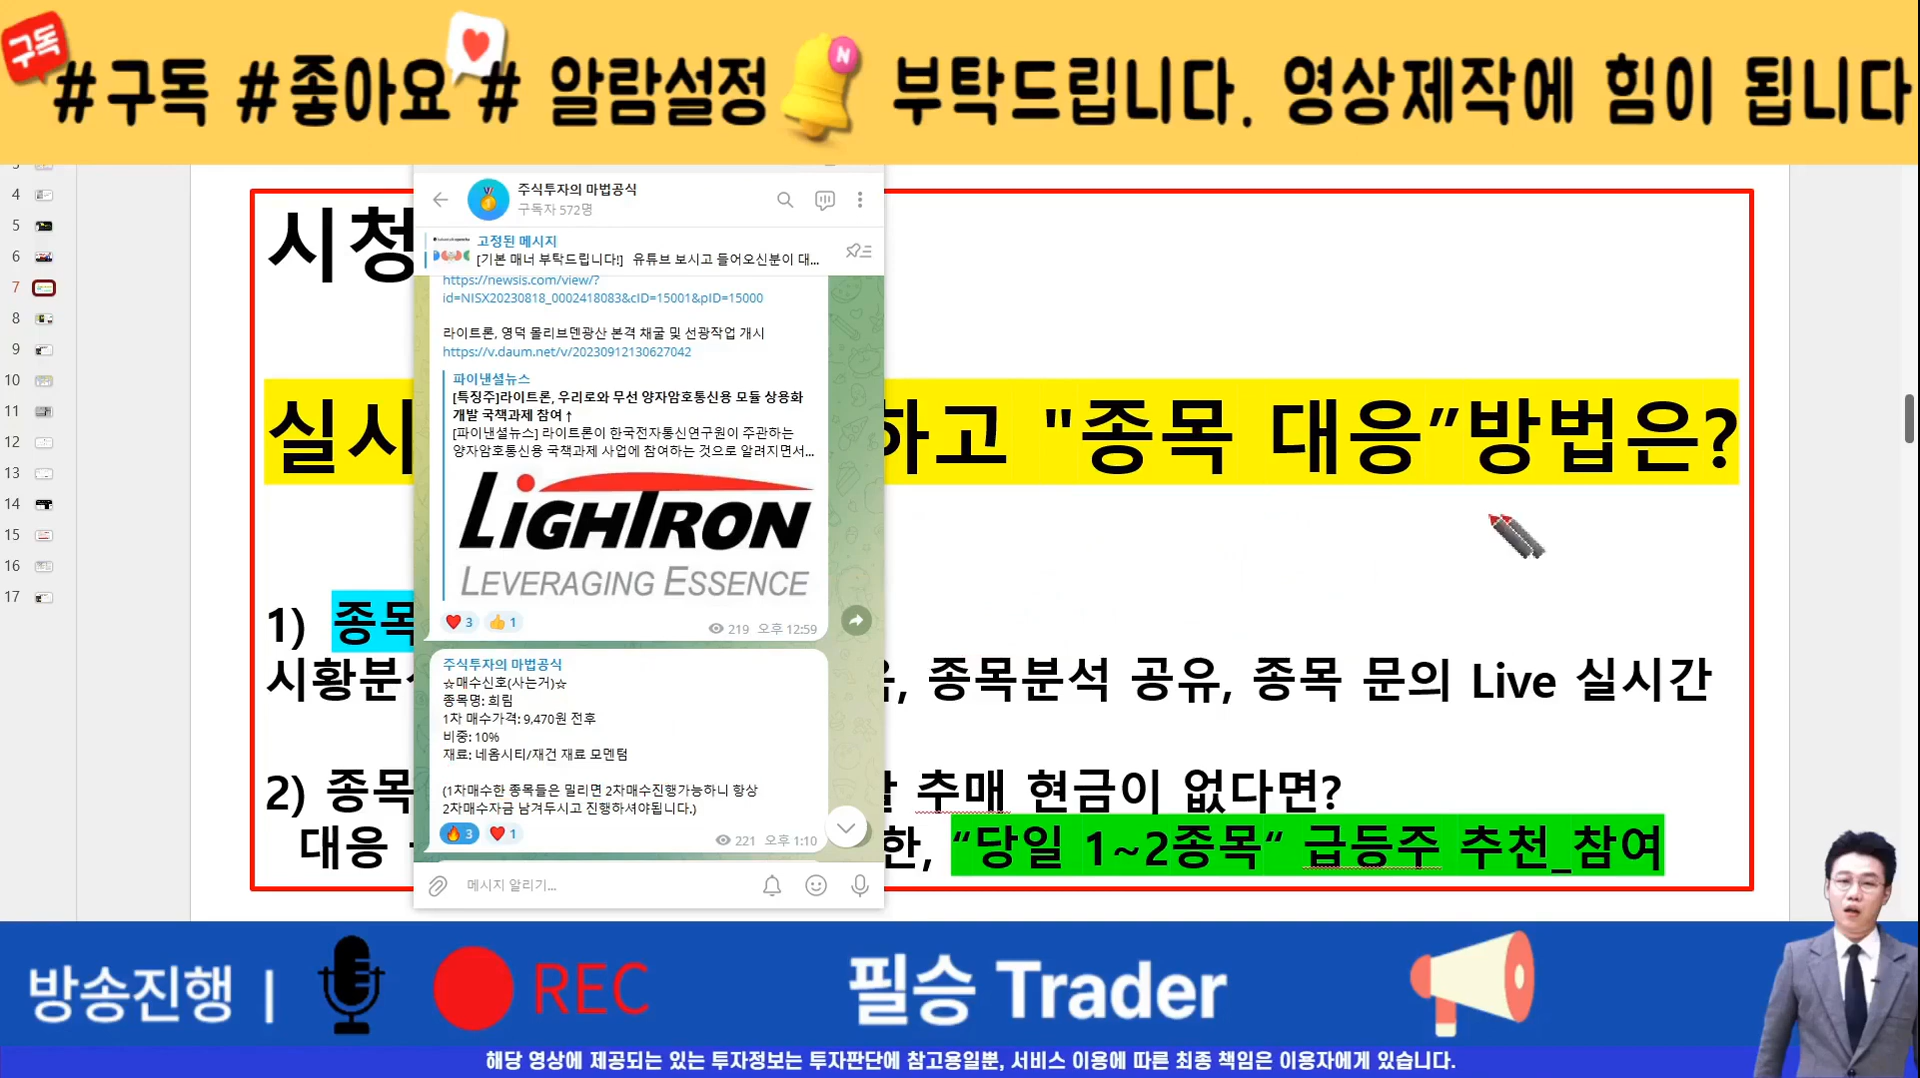 구독
#구독 #좋아요 # 알람설정 부탁드립니다. 영상제작에 힘이 됩니다
N
4
5
6
7
8
9
10
11
12
13
14
15
16
17
시청
실시
하고 "종목 대응”방법은?
1) 종목
시황분
, 종목분석 공유, 종목 문의 Live 실시간
2) 종목
추매 현금이 없다면?
대응
한, “당일 1~2종목“ 급등주 추천_참여
주식투자의 마법공식
구독자 572명
고정된 메시지
[기본 매너 부탁드립니다!] 유튜브 보시고 들어오신분이 대...
https://newsis.com/view/?
id=NISX20230818_0002418083&cID=15001&pID=15000
라이트론, 영덕 몰리브덴광산 본격 채굴 및 선광작업 개시
https://v.daum.net/v/20230912130627042
파이낸셜뉴스
[특징주]라이트론, 우리로와 무선 양자암호통신용 모듈 상용화
개발 국책과제 참여↑
[파이낸셜뉴스] 라이트론이 한국전자통신연구원이 주관하는
양자암호통신용 국책과제 사업에 참여하는 것으로 알려지면서...
LIGHTRON
LEVERAGING ESSENCE
3 1
219 오후 12:59
주식투자의 마법공식
☆매수신호(사는거)☆
종목명: 희림
1차 매수가격: 9,470원 전후
비중: 10%
재료: 네옴시티/재건 재료 모멘텀
(1차매수한 종목들은 밀리면 2차매수진행가능하니 항상
2차매수자금 남겨두시고 진행하셔야됩니다.)
3 1
221 오후 1:10
메시지 알리기...
방송진행 | REC 필승 Trader
해당 영상에 제공되는 있는 투자정보는 투자판단에 참고용일뿐, 서비스 이용에 따른 최종 책임은 이용자에게 있습니다.